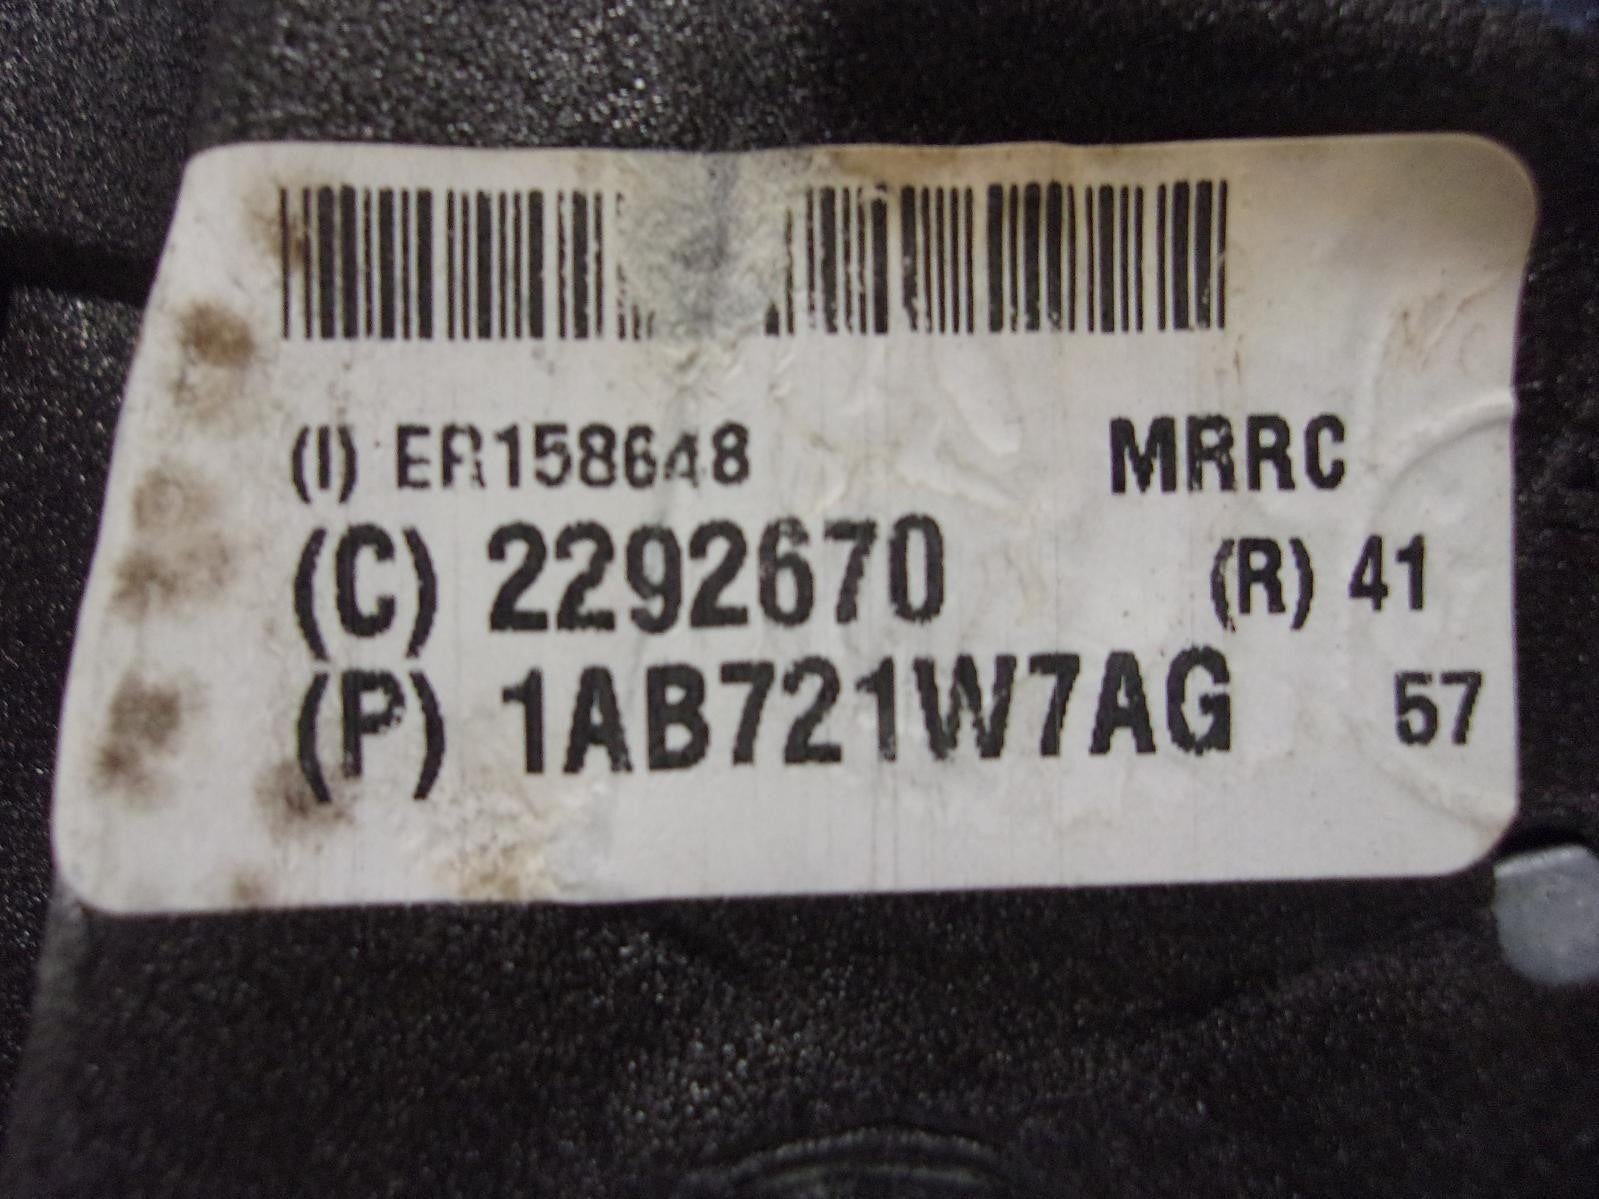 (I) ER158648 MRRC
(C) 2292670 (R) 41
(P) 1AB721W7AG 57